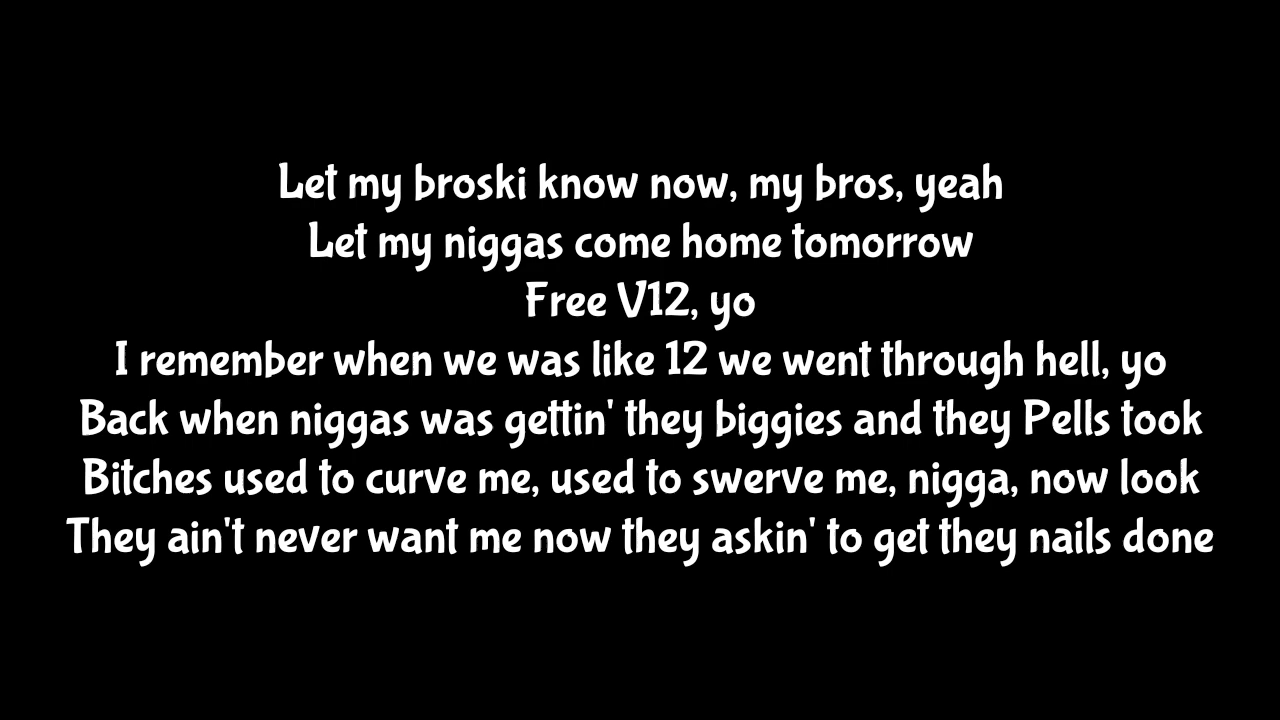 Let my broski know now, my bros, yeah
Let my niggas come home tomorrow
Free V12, yo
I remember when we was like 12 we went through hell, yo
Back when niggas was gettin' they biggies and they Pells took
Bitches used to curve me, used to swerve me, nigga, now look
They ain't never want me now they askin' to get they nails done